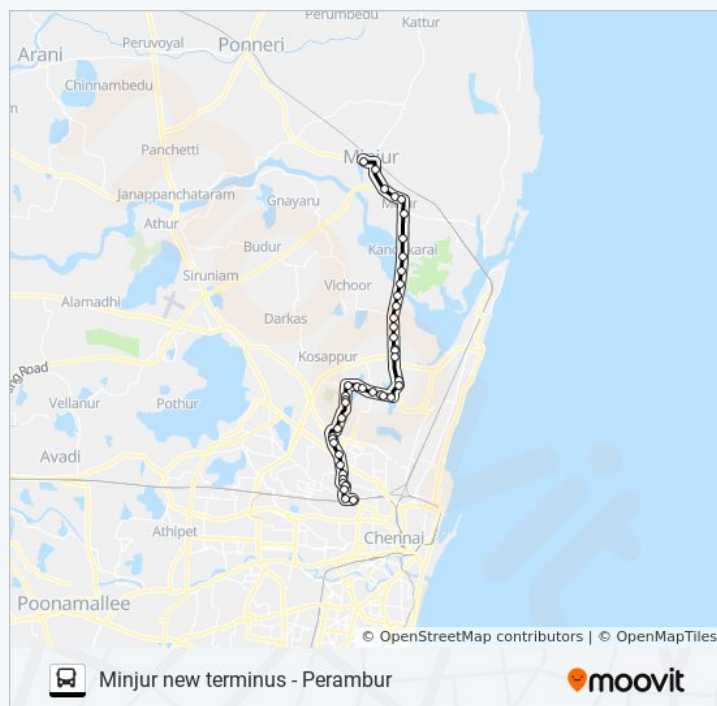 Perumbedu
Kattur
Peruvoyal
Ponneri
Arani
Chinnambedu
Panchetti
Minjur
Janappanchataram
Gnayaru
Athur
Budur
Siruniam
Vichoor
Alamadhi
Darkas
Kosappur
ng Road
Vellanur
Pothur
Avadi
Athipet
Chennai
Poonamallee
© OpenStreetMap contributors | © OpenMapTiles
Minjur new terminus - Perambur
moovit